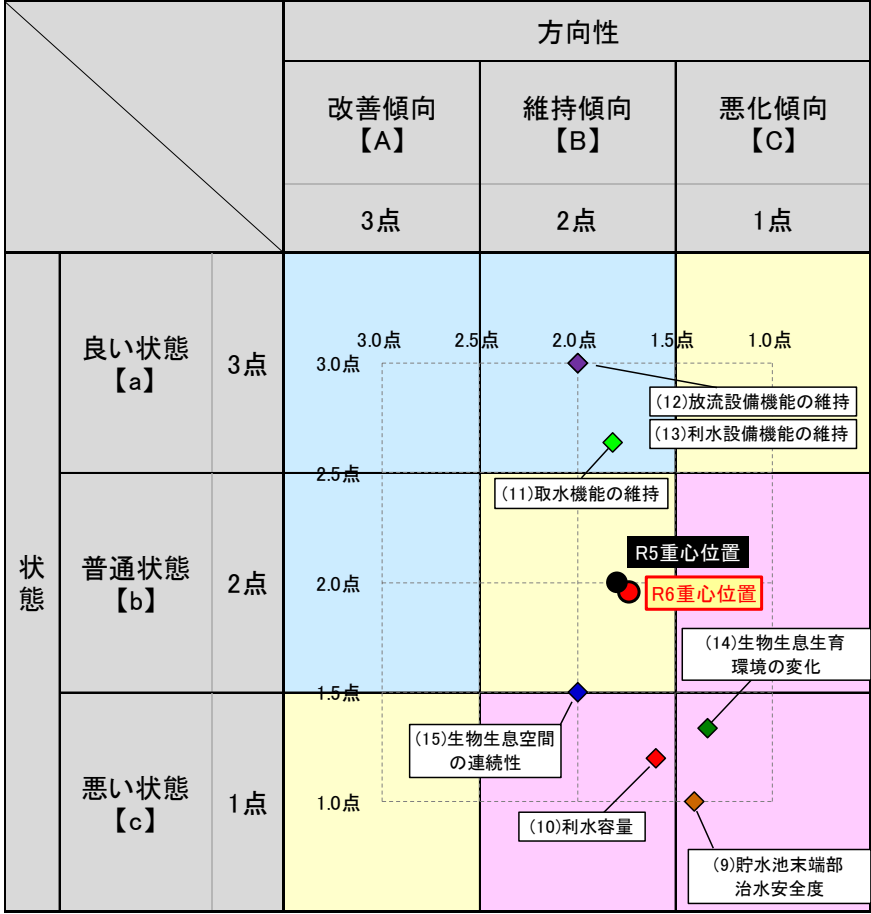 方向性
改善傾向
【A】
維持傾向
【B】
悪化傾向
【C】
3点
2点
1点
状
態
良い状態
【a】
3点
普通状態
【b】
2点
悪い状態
【c】
1点
3.0点
2.5点
2.0点
1.5点
1.0点
3.0点
2.5点
2.0点
1.5点
1.0点
(12)放流設備機能の維持
(13)利水設備機能の維持
(11)取水機能の維持
R5重心位置
R6重心位置
(14)生物生息生育
環境の変化
(15)生物生息空間
の連続性
(10)利水容量
(9)貯水池末端部
治水安全度